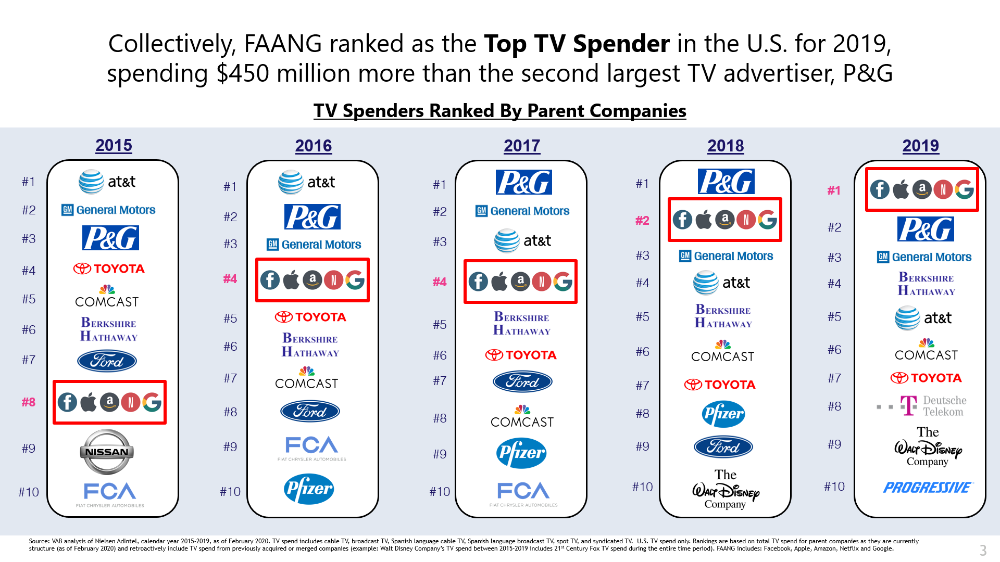 Collectively, FAANG ranked as the Top TV Spender in the U.S. for 2019,
spending $450 million more than the second largest TV advertiser, P&G
TV Spenders Ranked By Parent Companies
2015
#1 at&t
#2 GM General Motors
#3 P&G
#4 TOYOTA
#5 COMCAST
#6 BERKSHIRE
HATHAWAY
#7 Ford
#8 f a N G
#9 NISSAN
#10 FCA
FIAT CHRYSLER AUTOMOBILES
2016
#1 at&t
#2 P&G
#3 GM General Motors
#4 f a N G
#5 TOYOTA
#6 BERKSHIRE
HATHAWAY
#7 COMCAST
#8 Ford
#9 FCA
FIAT CHRYSLER AUTOMOBILES
#10 Pfizer
2017
#1 P&G
#2 GM General Motors
#3 at&t
#4 f a N G
#5 BERKSHIRE
HATHAWAY
#6 TOYOTA
#7 Ford
#8 COMCAST
#9 Pfizer
#10 FCA
FIAT CHRYSLER AUTOMOBILES
2018
#1 P&G
#2 f a N G
#3 GM General Motors
#4 at&t
#5 BERKSHIRE
HATHAWAY
#6 COMCAST
#7 TOYOTA
#8 Pfizer
#9 Ford
#10 The
WALT DISNEY
Company
2019
#1 f a N G
#2 P&G
#3 GM General Motors
#4 BERKSHIRE
HATHAWAY
#5 at&t
#6 COMCAST
#7 TOYOTA
#8 T Deutsche
Telekom
#9 The
WALT DISNEY
Company
#10 PROGRESSIVE
Source: VAB analysis of Nielsen AdIntel, calendar year 2015-2019, as of February 2020. TV spend includes cable TV, broadcast TV, Spanish language cable TV, Spanish language broadcast TV, spot TV, and syndicated TV. U.S. TV spend only. Rankings are based on total TV spend for parent companies as they are currently
structure (as of February 2020) and retroactively include TV spend from previously acquired or merged companies (example: Walt Disney Company's TV spend between 2015-2019 includes 21st Century Fox TV spend during the entire time period). FAANG includes: Facebook, Apple, Amazon, Netflix and Google.
3